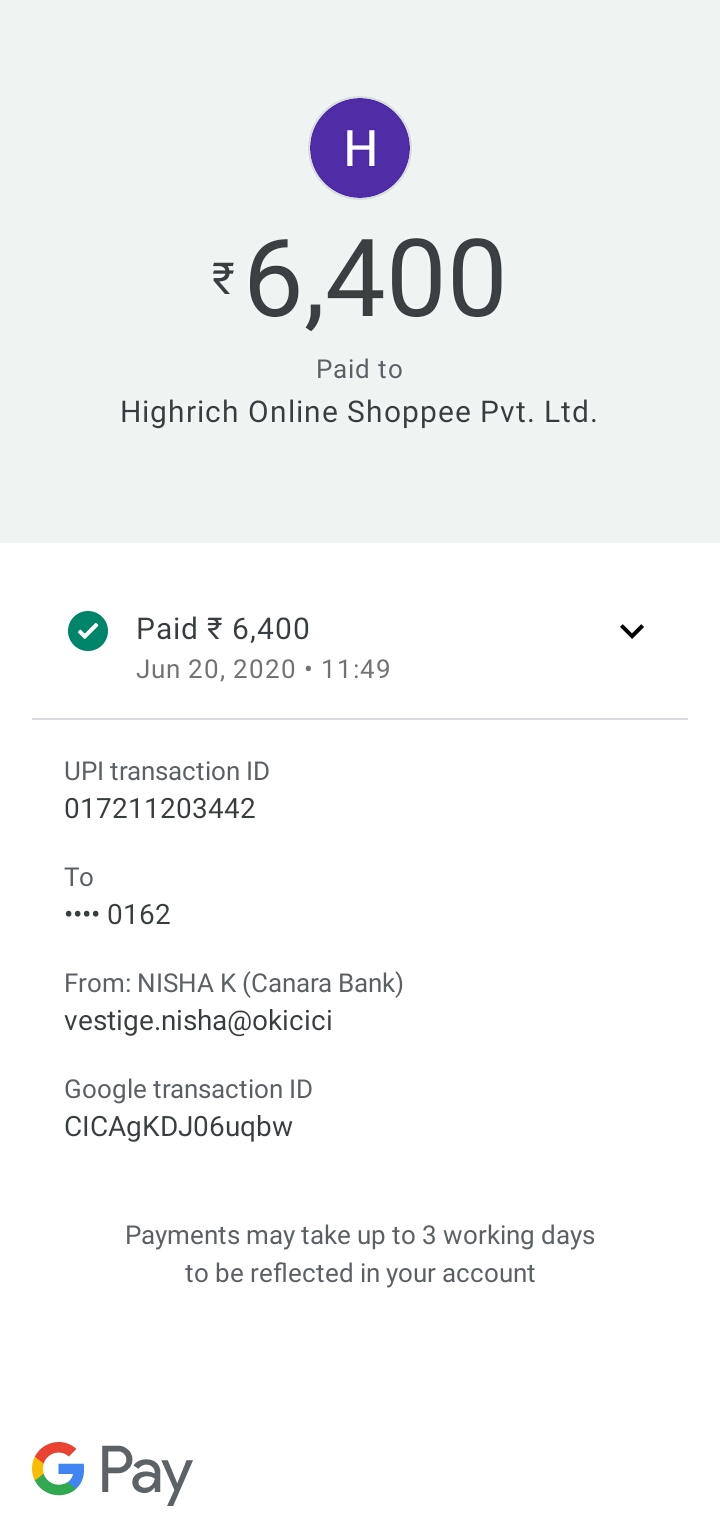 H
₹6,400
Paid to
Highrich Online Shoppee Pvt. Ltd.
Paid ₹ 6,400
Jun 20, 2020 • 11:49
UPI transaction ID
017211203442
To
•••• 0162
From: NISHA K (Canara Bank)
vestige.nisha@okicici
Google transaction ID
CICAgKDJ06uqbw
Payments may take up to 3 working days
to be reflected in your account
G Pay